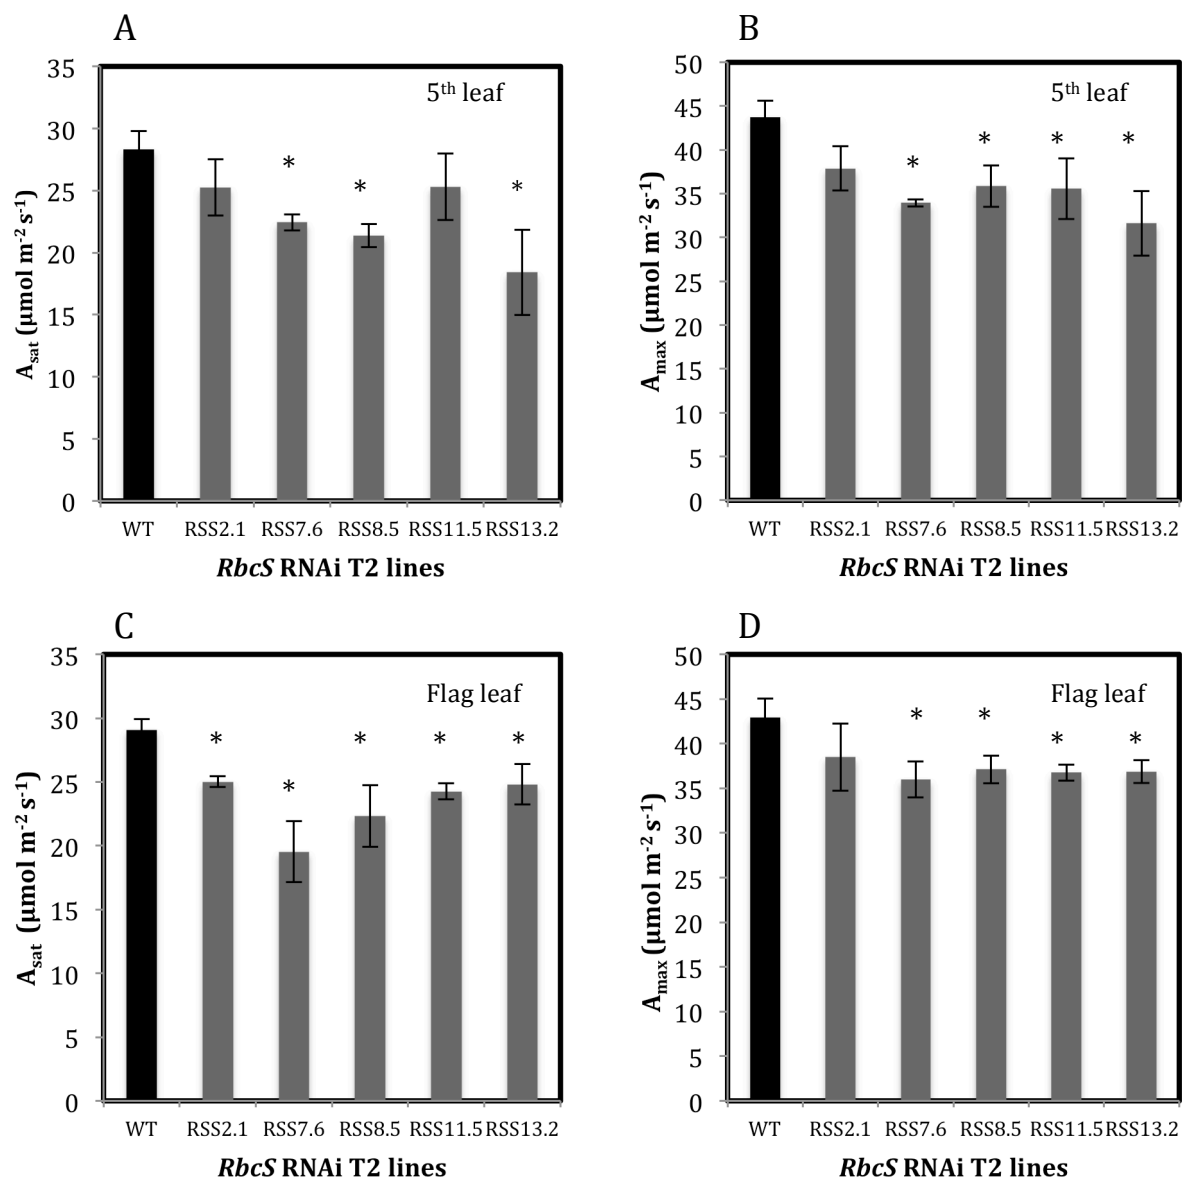 A
35
30
25
20
15
10
5
0
A_sat (μmol m⁻² s⁻¹)
5ᵗʰ leaf
* * *
WT RSS2.1 RSS7.6 RSS8.5 RSS11.5 RSS13.2
RbcS RNAi T2 lines
B
50
45
40
35
30
25
20
15
10
5
0
A_max (μmol m⁻² s⁻¹)
5ᵗʰ leaf
* * * *
WT RSS2.1 RSS7.6 RSS8.5 RSS11.5 RSS13.2
RbcS RNAi T2 lines
C
35
30
25
20
15
10
5
0
A_sat (μmol m⁻² s⁻¹)
Flag leaf
* * * * *
WT RSS2.1 RSS7.6 RSS8.5 RSS11.5 RSS13.2
RbcS RNAi T2 lines
D
50
45
40
35
30
25
20
15
10
5
0
A_max (μmol m⁻² s⁻¹)
Flag leaf
* * * *
WT RSS2.1 RSS7.6 RSS8.5 RSS11.5 RSS13.2
RbcS RNAi T2 lines